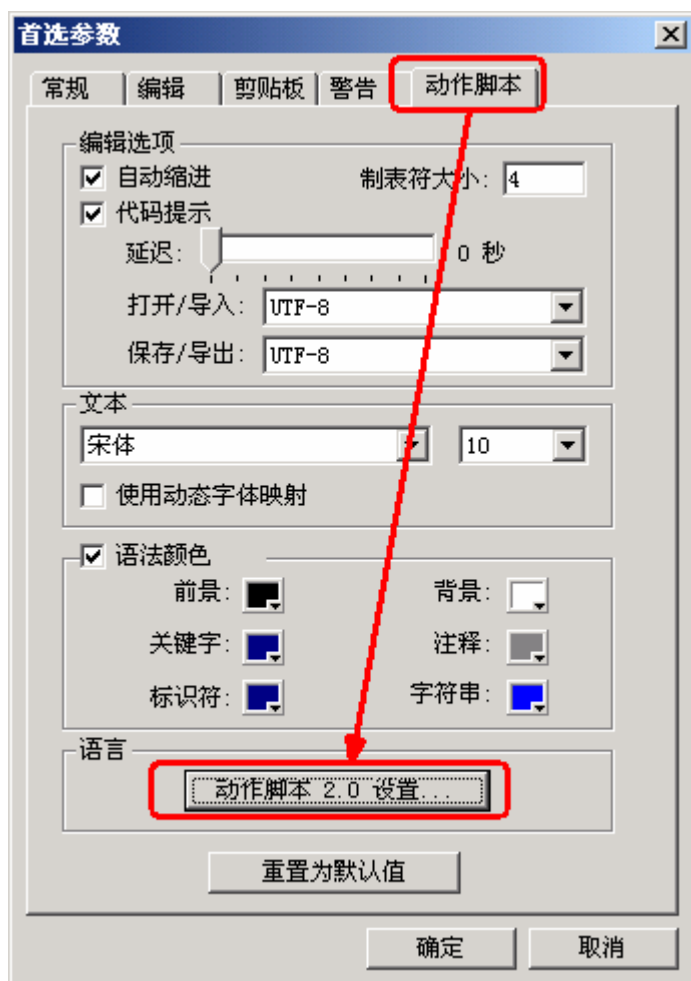 首选参数
常规 编辑 剪贴板 警告 动作脚本
编辑选项
自动缩进 制表符大小: 4
代码提示
延迟: 0 秒
打开/导入: UTF-8
保存/导出: UTF-8
文本
宋体 10
使用动态字体映射
语法颜色
前景: 背景:
关键字: 注释:
标识符: 字符串:
语言
动作脚本 2.0 设置...
重置为默认值
确定 取消